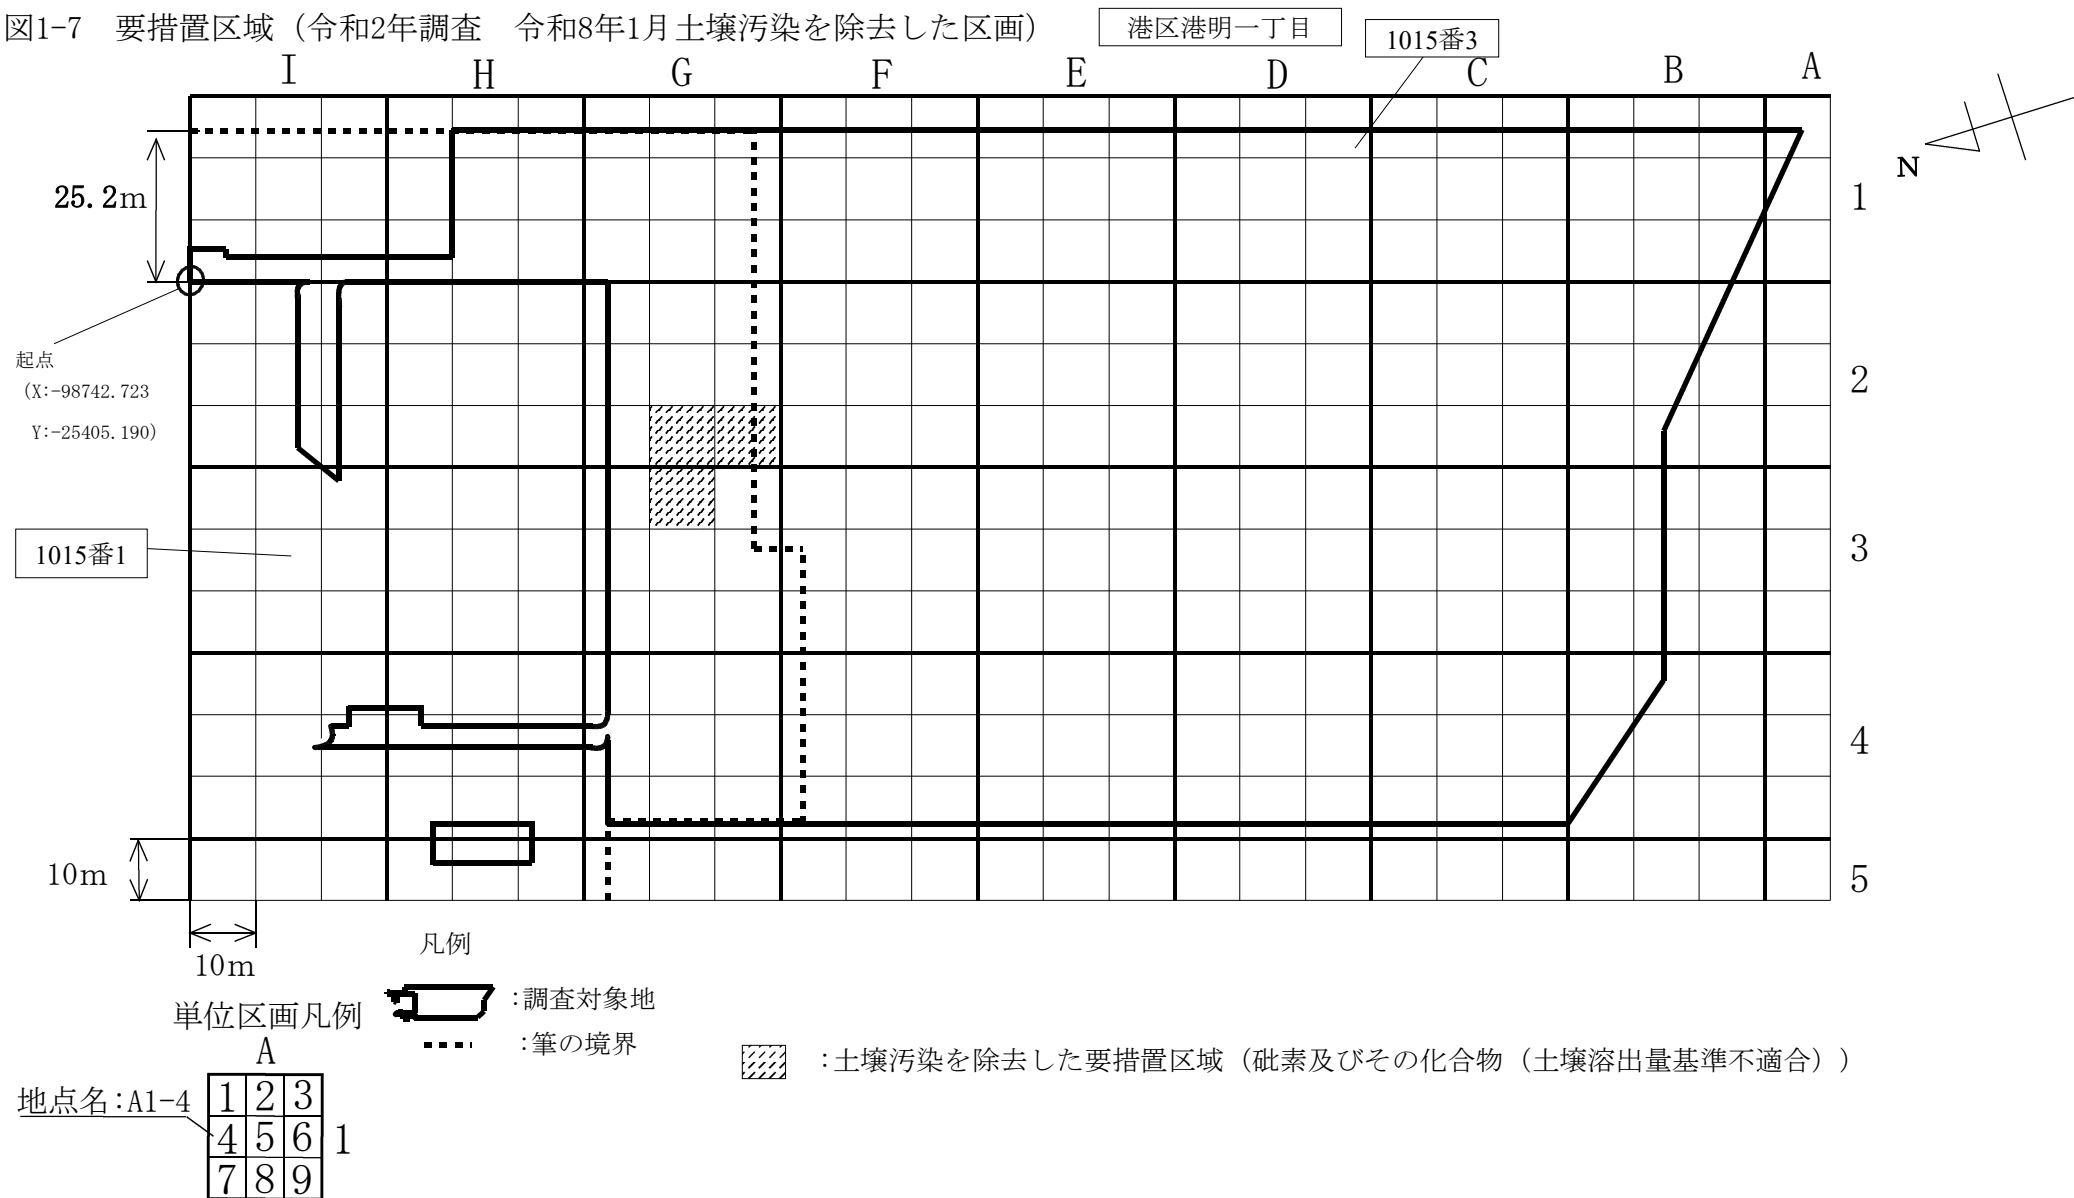 図1-7　要措置区域（令和2年調査　令和8年1月土壌汚染を除去した区画）
港区港明一丁目
1015番3
I H G F E D C B A
N
25.2m
1
起点
（X:-98742.723
Y:-25405.190）
2
1015番1
3
4
10m
5
10m
凡例
:調査対象地
単位区画凡例
:筆の境界
:土壌汚染を除去した要措置区域（砒素及びその化合物（土壌溶出量基準不適合））
A
地点名:A1-4
1 2 3
4 5 6 1
7 8 9